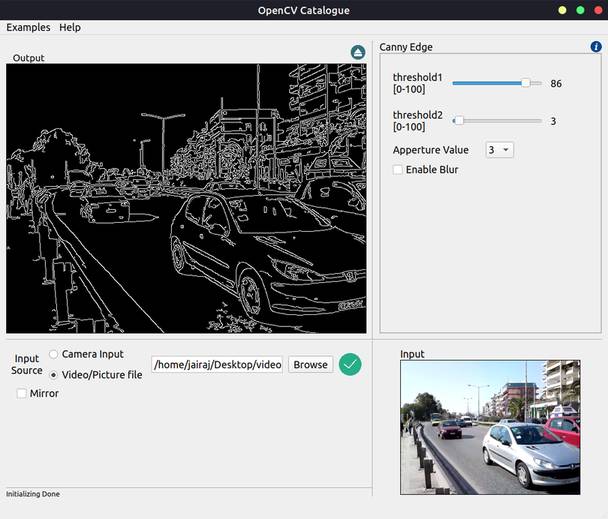 OpenCV Catalogue
Examples Help
Output
Canny Edge
threshold1
[0-100]
86
threshold2
[0-100]
3
Apperture Value 3
Enable Blur
Input
Source
Camera Input
Video/Picture file
/home/jairaj/Desktop/video
Browse
Mirror
Input
Initializing Done